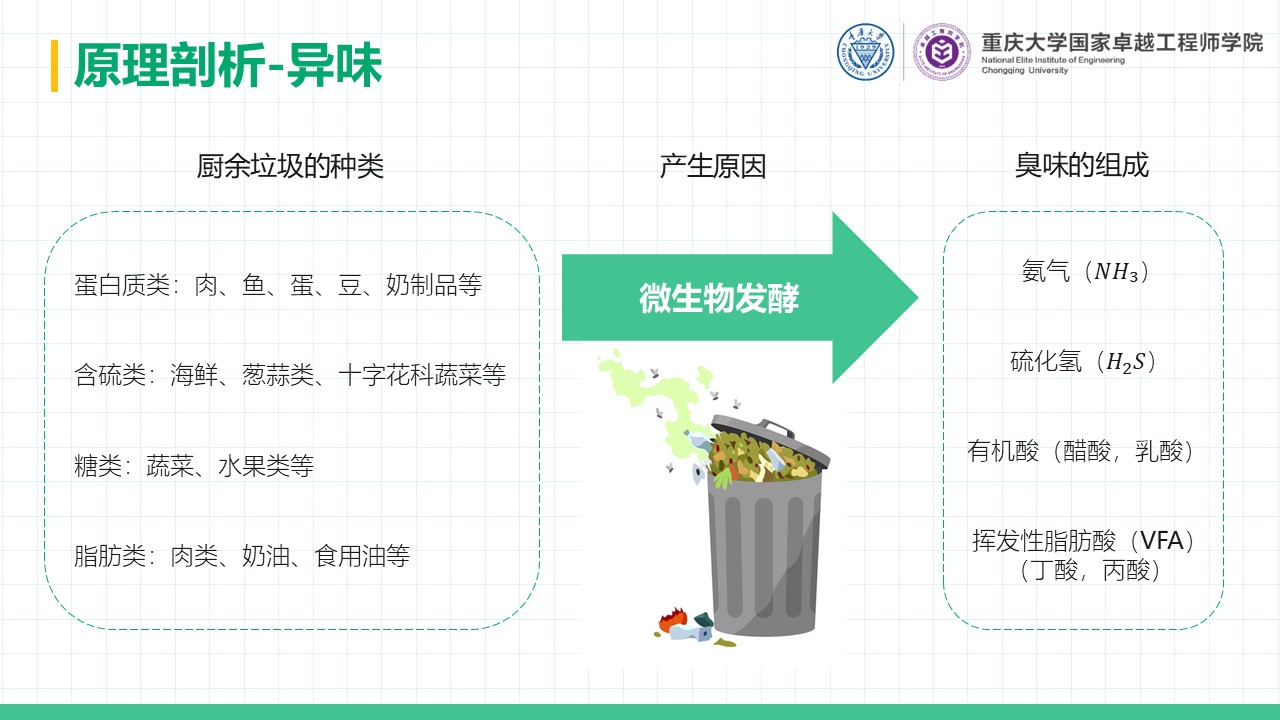 原理剖析-异味
重庆大学国家卓越工程师学院
National Elite Institute of Engineering
Chongqing University
厨余垃圾的种类
产生原因
臭味的组成
蛋白质类：肉、鱼、蛋、豆、奶制品等
含硫类：海鲜、葱蒜类、十字花科蔬菜等
糖类：蔬菜、水果类等
脂肪类：肉类、奶油、食用油等
微生物发酵
氨气（NH₃）
硫化氢（H₂S）
有机酸（醋酸，乳酸）
挥发性脂肪酸（VFA）
（丁酸，丙酸）